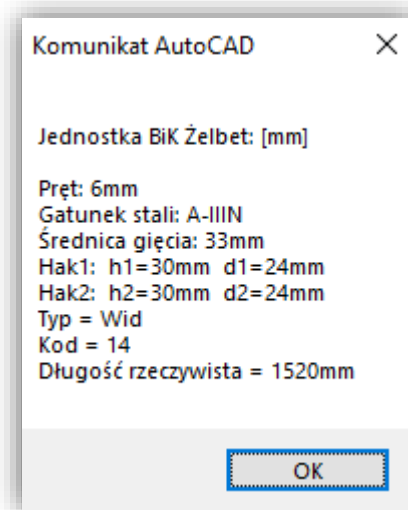 Komunikat AutoCAD
Jednostka BiK Żelbet: [mm]
Pręt: 6mm
Gatunek stali: A-IIIN
Średnica gięcia: 33mm
Hak1:  h1=30mm  d1=24mm
Hak2:  h2=30mm  d2=24mm
Typ = Wid
Kod = 14
Długość rzeczywista = 1520mm
OK